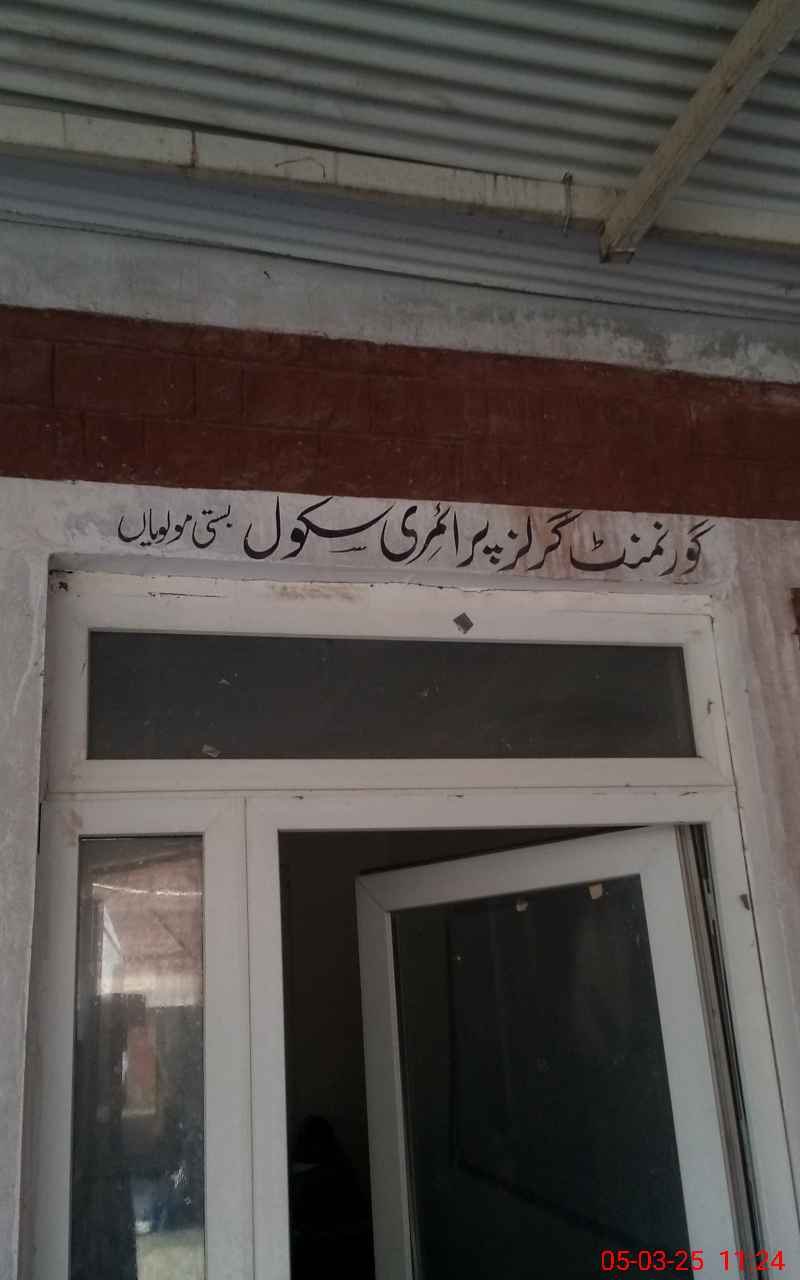 گورنمنٹ گرلز پرائمری سکول بستی مولویاں
05-03-25 11:24